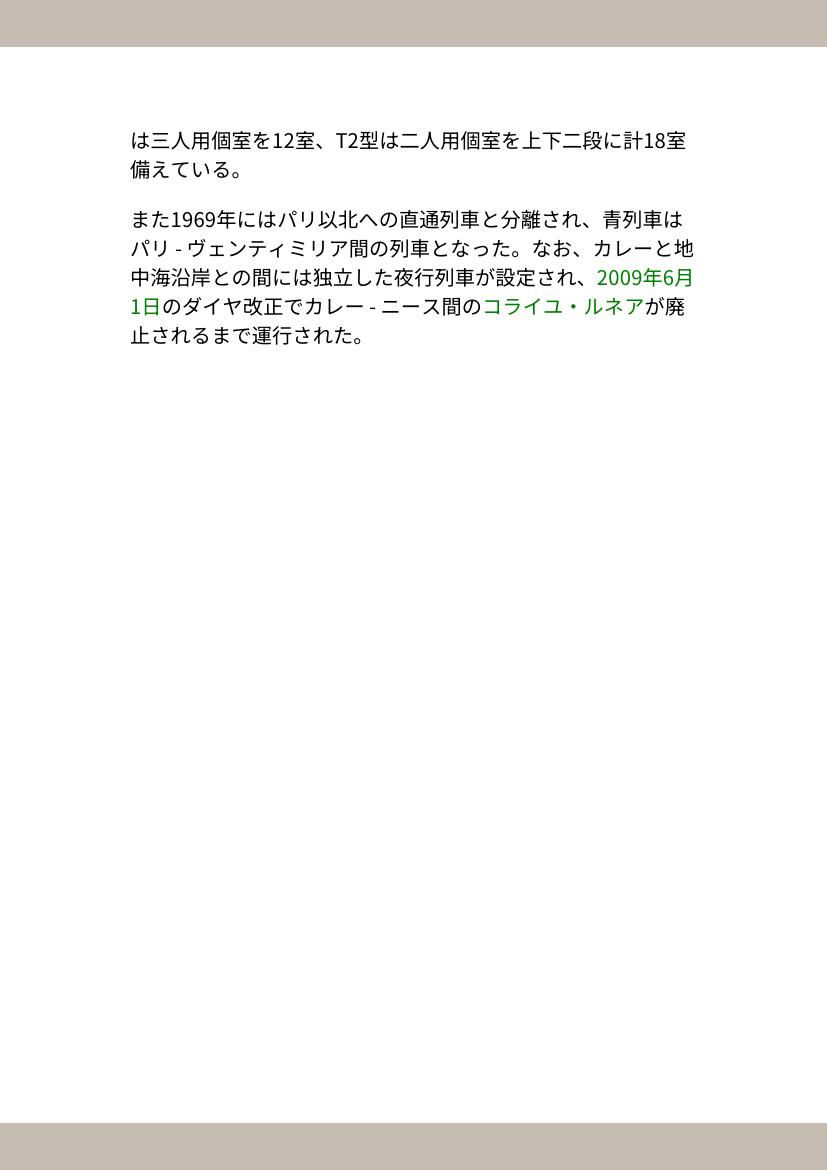 は三人用個室を12室、T2型は二人用個室を上下二段に計18室
備えている。
また1969年にはパリ以北への直通列車と分離され、青列車は
パリ - ヴェンティミリア間の列車となった。なお、カレーと地
中海沿岸との間には独立した夜行列車が設定され、2009年6月
1日のダイヤ改正でカレー - ニース間のコライユ・ルネアが廃
止されるまで運行された。